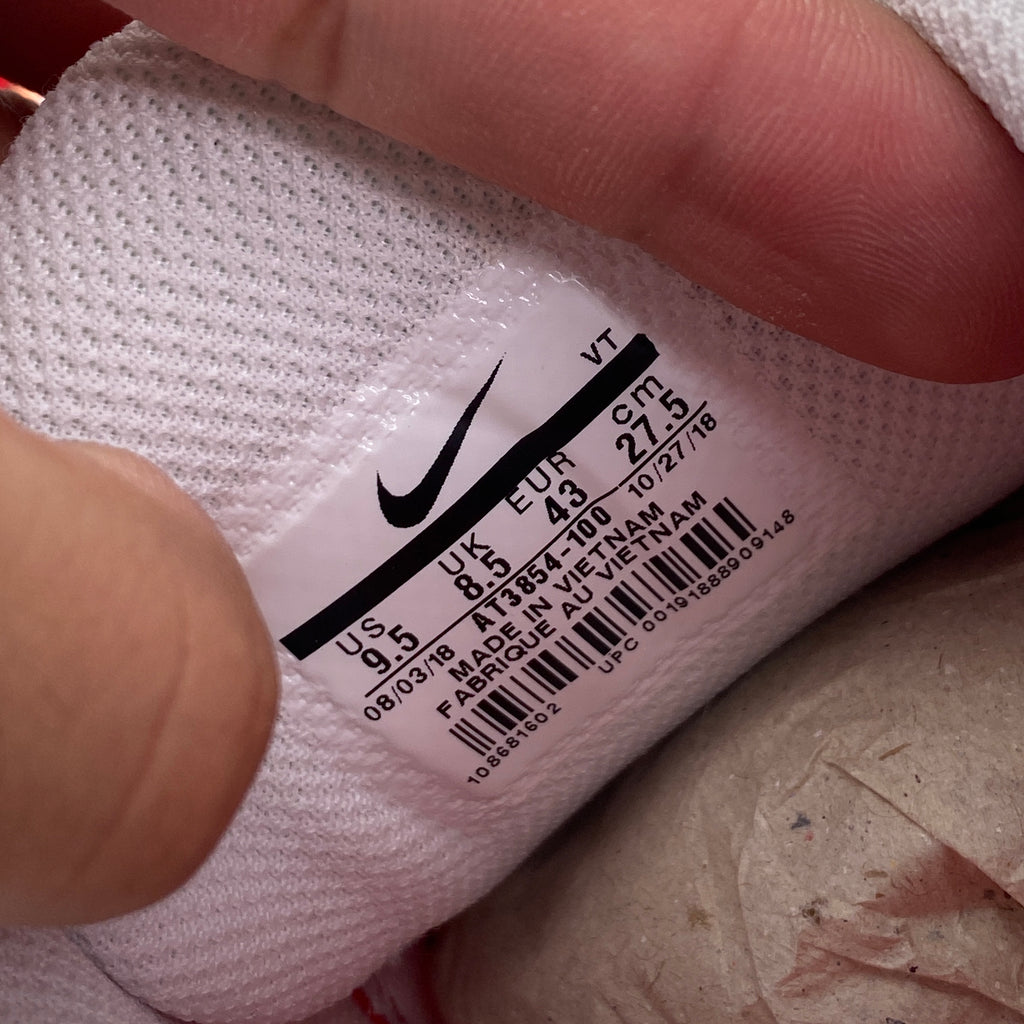 VT
US UK EUR cm
9.5 8.5 43 27.5
08/03/18 AT3854-100 10/27/18
MADE IN VIETNAM
FABRIQUE AU VIETNAM
108681602 UPC 00191888909148